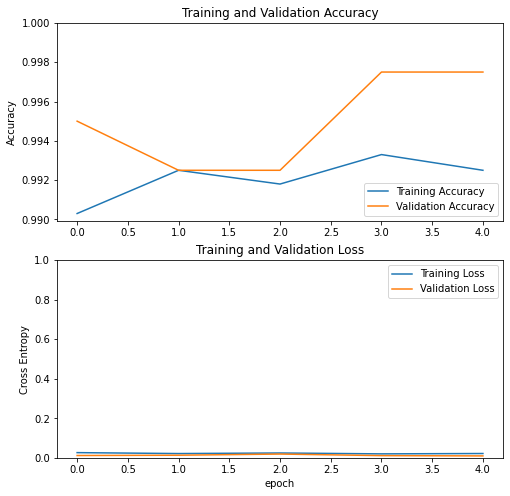 Training and Validation Accuracy
1.000
0.998
0.996
0.994
0.992
0.990
Accuracy
Training Accuracy
Validation Accuracy
0.0 0.5 1.0 1.5 2.0 2.5 3.0 3.5 4.0
Training and Validation Loss
1.0
0.8
0.6
0.4
0.2
0.0
Cross Entropy
Training Loss
Validation Loss
0.0 0.5 1.0 1.5 2.0 2.5 3.0 3.5 4.0
epoch